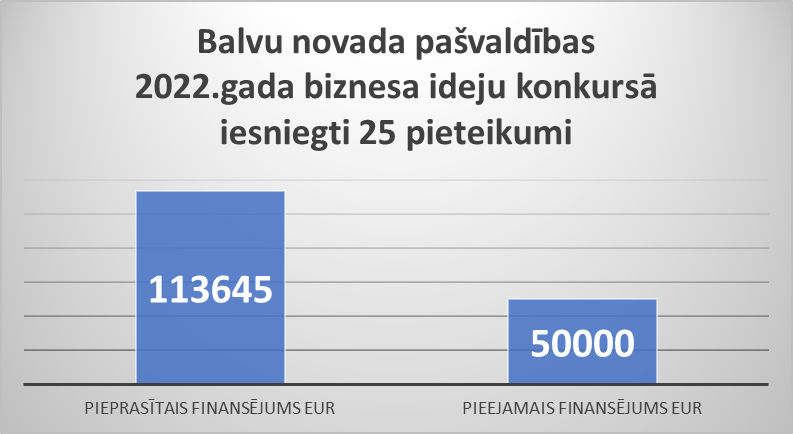 Balvu novada pašvaldības
2022.gada biznesa ideju konkursā
iesniegti 25 pieteikumi
113645
50000
PIEPRASĪTAIS FINANSĒJUMS EUR
PIEEJAMAIS FINANSĒJUMS EUR